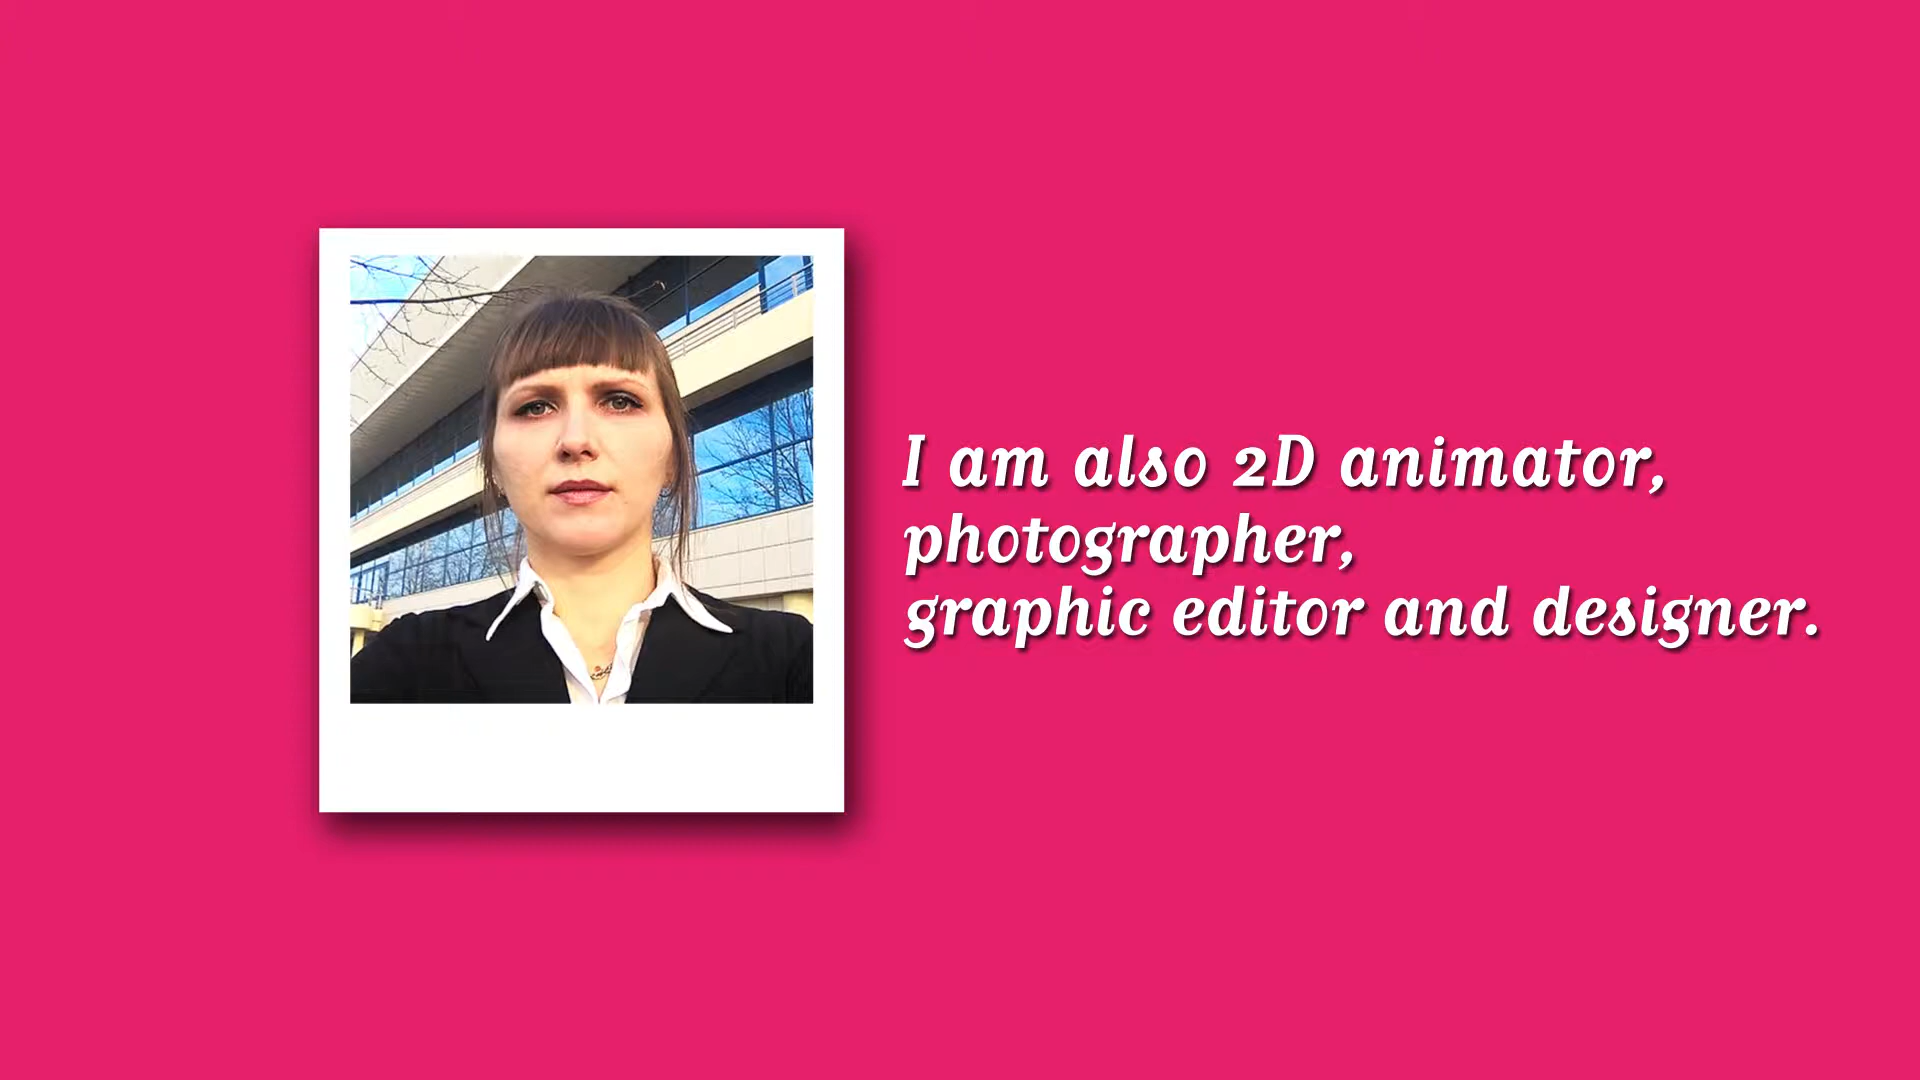 I am also 2D animator,
photographer,
graphic editor and designer.